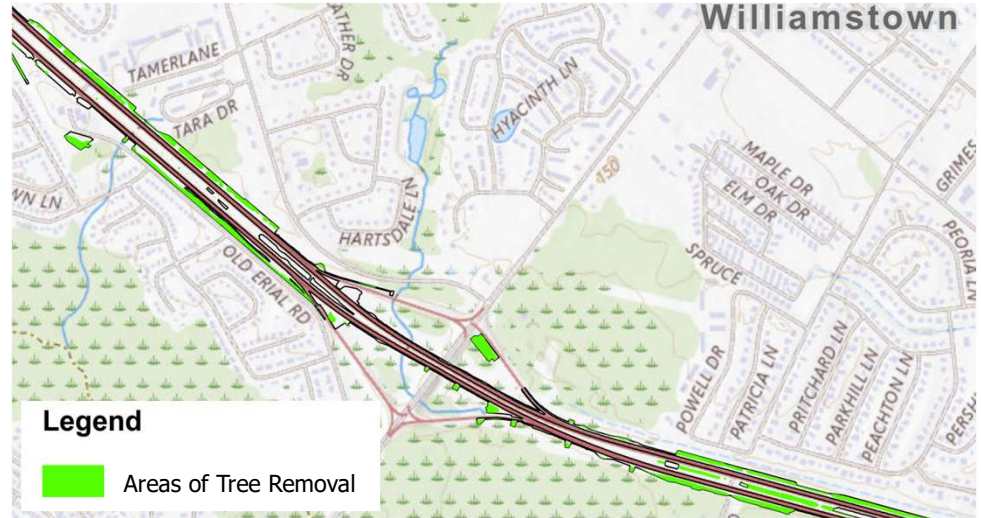 Williamstown
ATHER DR
TAMERLANE
TARA DR
HYACINTH LN
450
MAPLE DR
OAK DR
ELM DR
GRIMES
WN LN
HARTSDALE LN
SPRUCE
PEORIA LN
OLD ERIAL RD
POWELL DR
PATRICIA LN
PRITCHARD LN
PARKHILL LN
PEACHTON LN
PERSH
Legend
Areas of Tree Removal